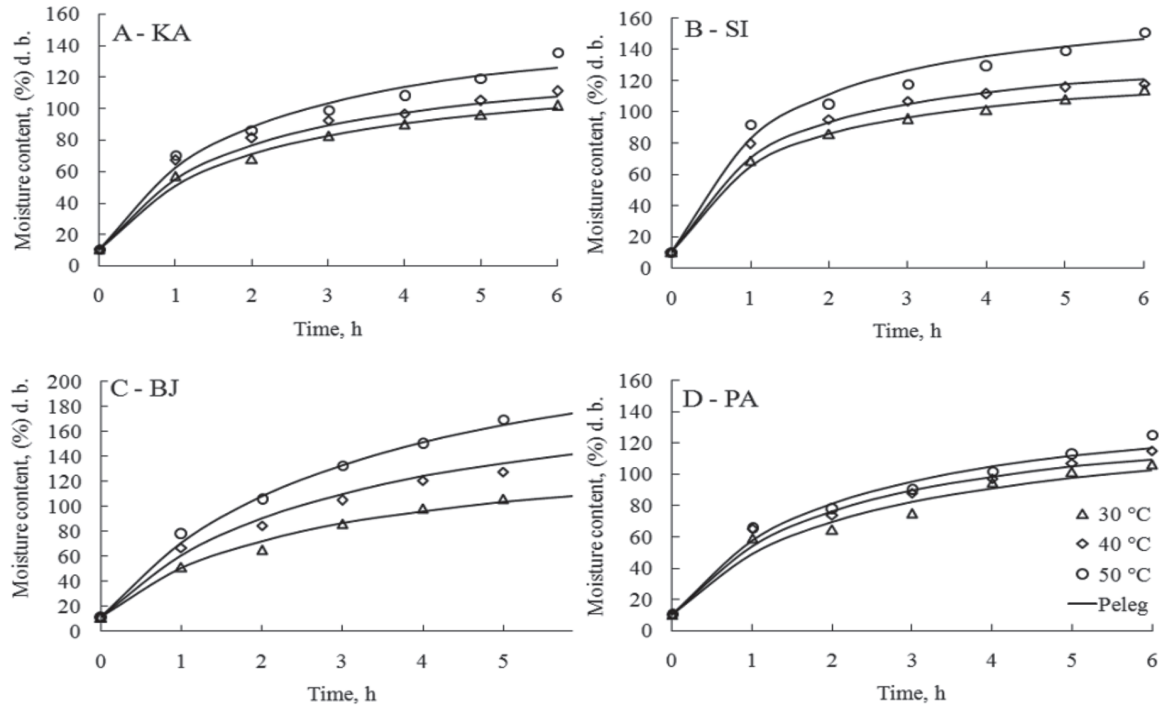 A - KA
Moisture content, (%) d. b.
160
140
120
100
80
60
40
20
0
0 1 2 3 4 5 6
Time, h
B - SI
Moisture content, (%) d. b.
160
140
120
100
80
60
40
20
0
0 1 2 3 4 5 6
Time, h
C - BJ
Moisture content, (%) d. b.
200
180
160
140
120
100
80
60
40
20
0
0 1 2 3 4 5
Time, h
D - PA
Moisture content, (%) d. b.
160
140
120
100
80
60
40
20
0
0 1 2 3 4 5 6
Time, h
30 °C
40 °C
50 °C
Peleg